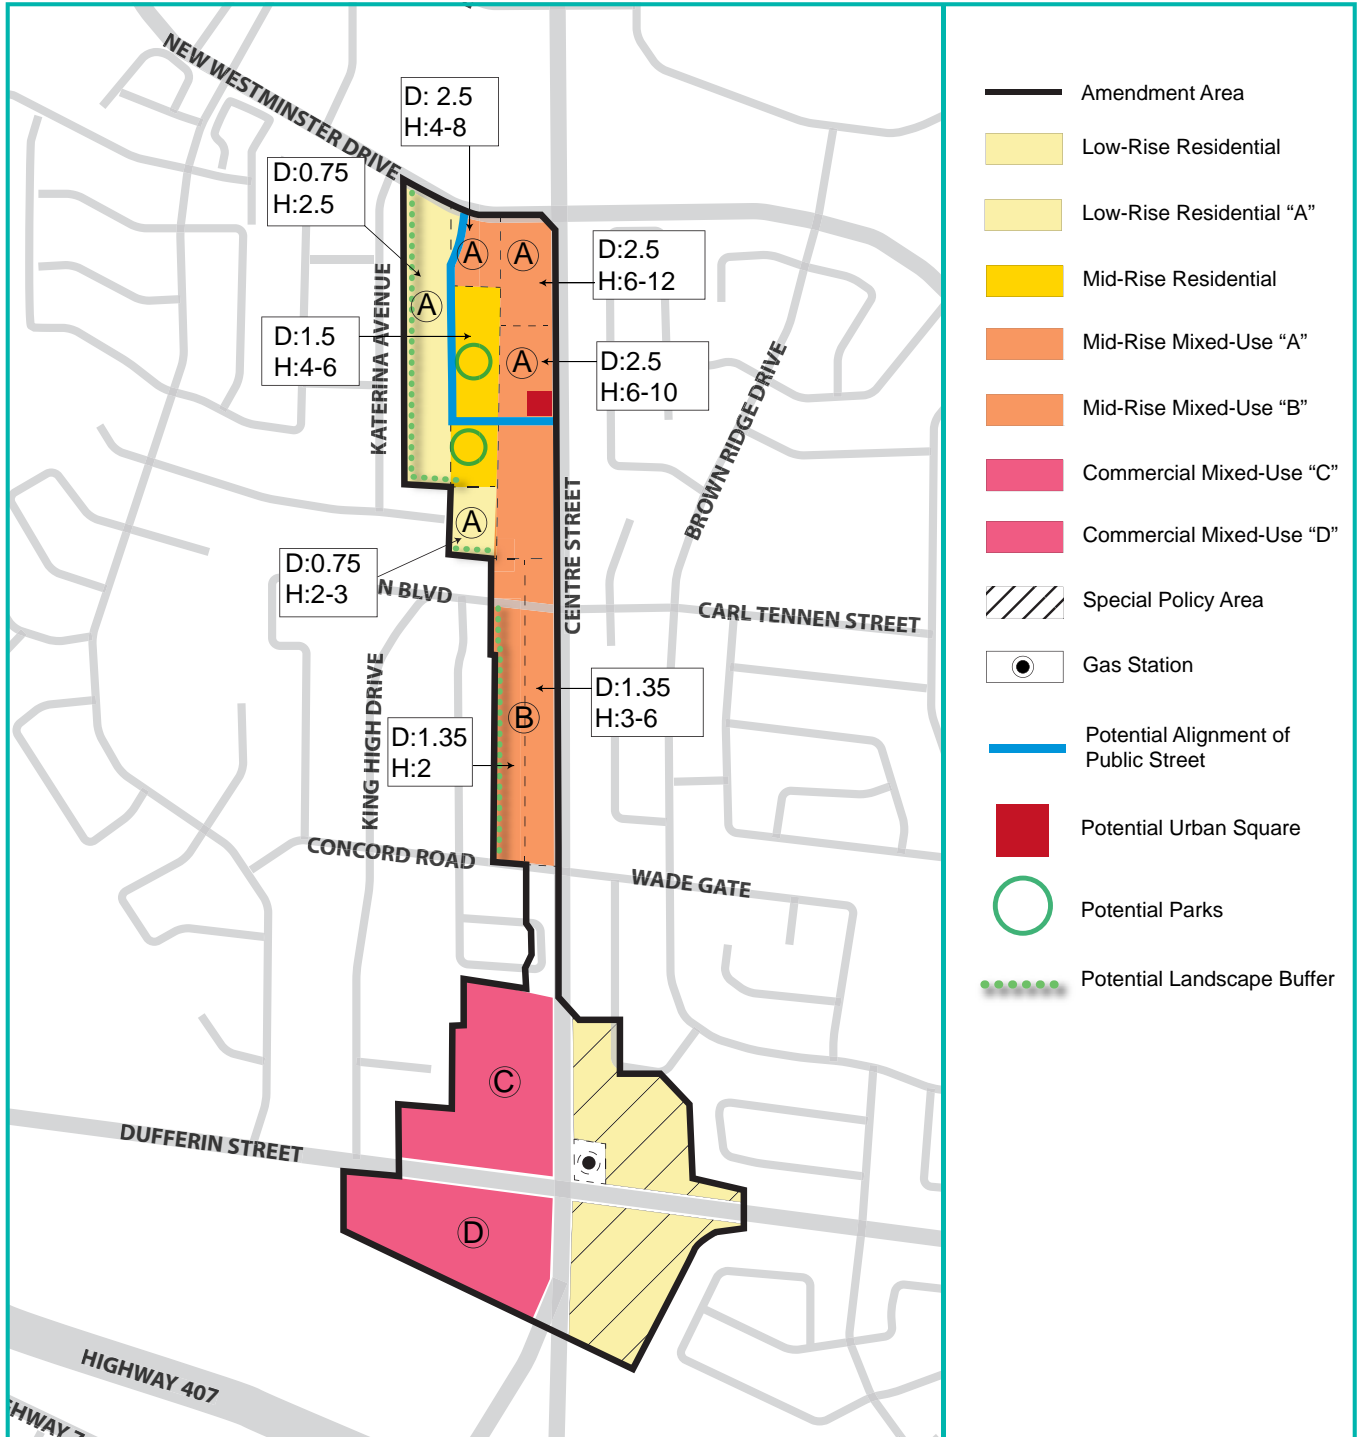 NEW WESTMINSTER DRIVE
D: 2.5
H:4-8
D:0.75
H:2.5
A
A
D:2.5
H:6-12
A
KATERINA AVENUE
D:1.5
H:4-6
A
D:2.5
H:6-10
BROWN RIDGE DRIVE
CENTRE STREET
A
D:0.75
H:2-3
N BLVD
CARL TENNEN STREET
KING HIGH DRIVE
D:1.35
H:3-6
B
D:1.35
H:2
CONCORD ROAD
WADE GATE
C
DUFFERIN STREET
D
HIGHWAY 407
GHWAY 7
Amendment Area
Low-Rise Residential
Low-Rise Residential “A”
Mid-Rise Residential
Mid-Rise Mixed-Use “A”
Mid-Rise Mixed-Use “B”
Commercial Mixed-Use “C”
Commercial Mixed-Use “D”
Special Policy Area
Gas Station
Potential Alignment of
Public Street
Potential Urban Square
Potential Parks
Potential Landscape Buffer